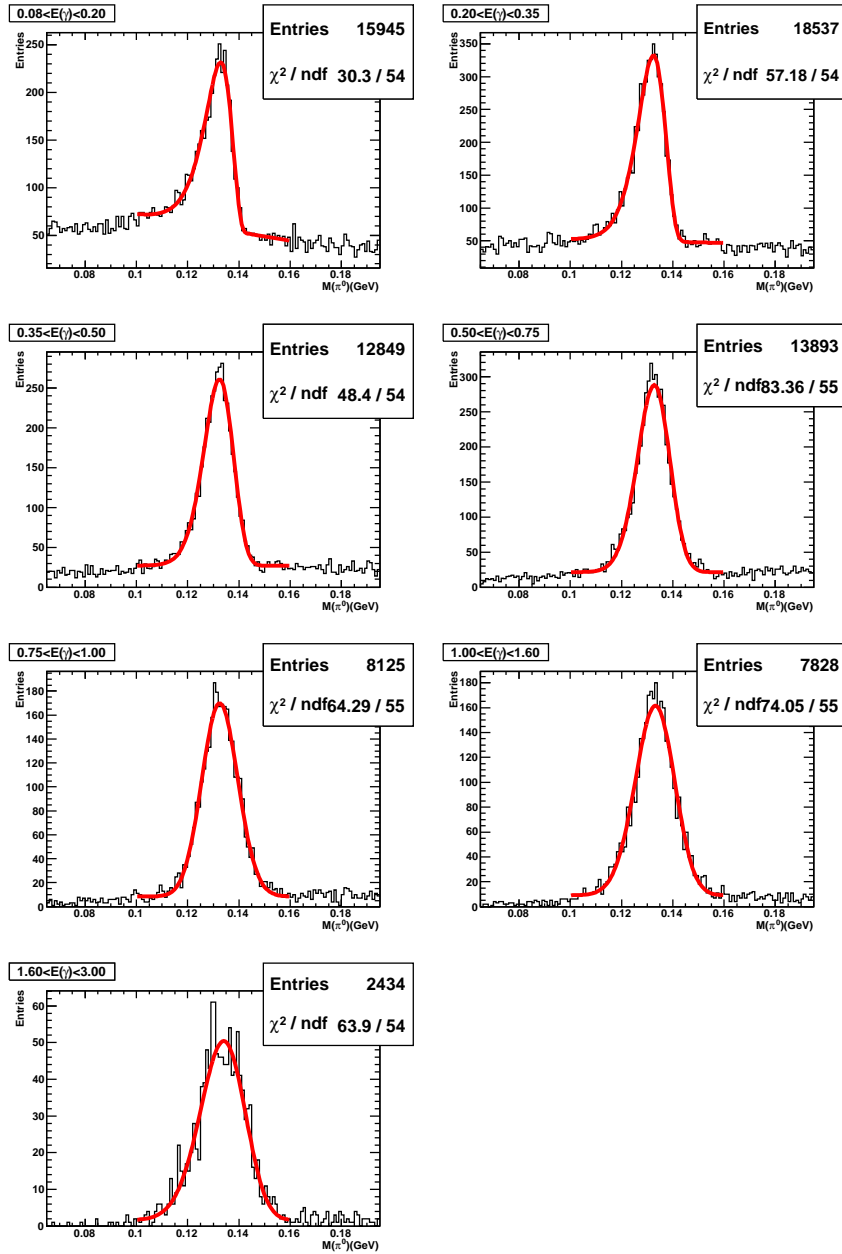 0.08<E(γ)<0.20
Entries 15945
χ² / ndf 30.3 / 54
Entries
250
200
150
100
50
0.08 0.1 0.12 0.14 0.16 0.18
M(π⁰)(GeV)
0.20<E(γ)<0.35
Entries 18537
χ² / ndf 57.18 / 54
Entries
350
300
250
200
150
100
50
0.08 0.1 0.12 0.14 0.16 0.18
M(π⁰)(GeV)
0.35<E(γ)<0.50
Entries 12849
χ² / ndf 48.4 / 54
Entries
250
200
150
100
50
0
0.08 0.1 0.12 0.14 0.16 0.18
M(π⁰)(GeV)
0.50<E(γ)<0.75
Entries 13893
χ² / ndf 83.36 / 55
Entries
300
250
200
150
100
50
0
0.08 0.1 0.12 0.14 0.16 0.18
M(π⁰)(GeV)
0.75<E(γ)<1.00
Entries 8125
χ² / ndf 64.29 / 55
Entries
180
160
140
120
100
80
60
40
20
0
0.08 0.1 0.12 0.14 0.16 0.18
M(π⁰)(GeV)
1.00<E(γ)<1.60
Entries 7828
χ² / ndf 74.05 / 55
Entries
180
160
140
120
100
80
60
40
20
0
0.08 0.1 0.12 0.14 0.16 0.18
M(π⁰)(GeV)
1.60<E(γ)<3.00
Entries 2434
χ² / ndf 63.9 / 54
Entries
60
50
40
30
20
10
0
0.08 0.1 0.12 0.14 0.16 0.18
M(π⁰)(GeV)